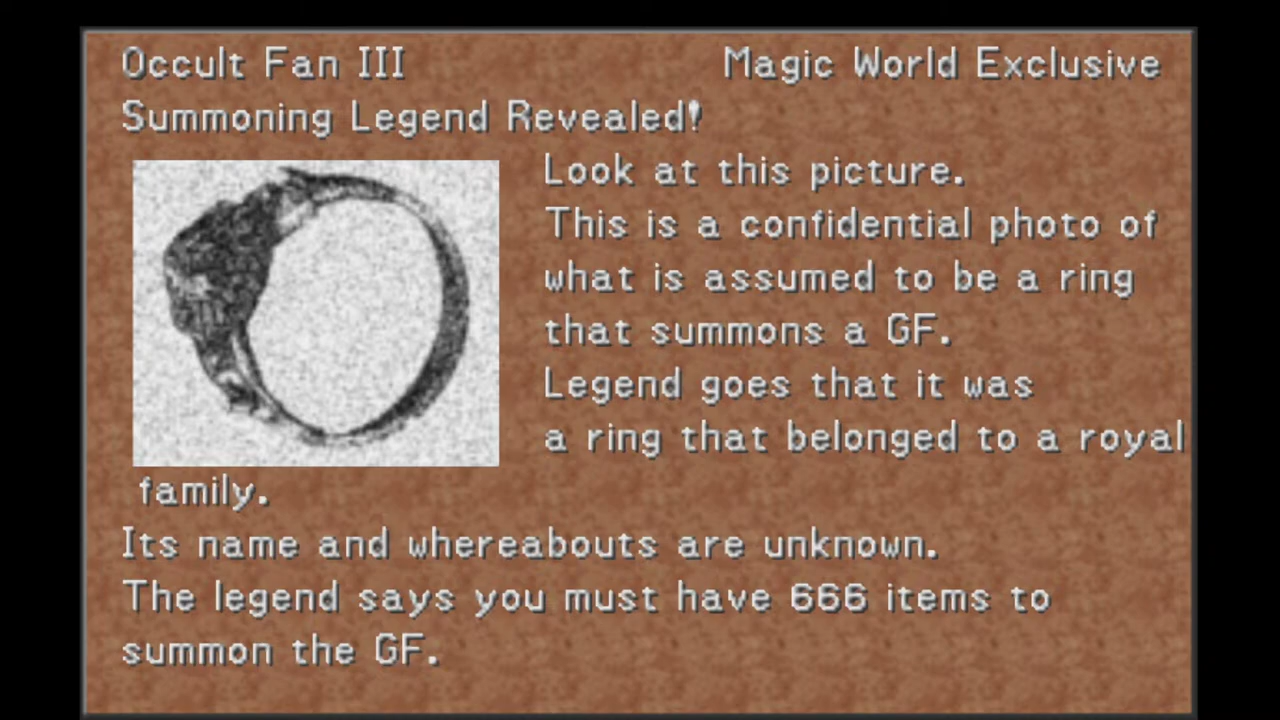 Occult Fan III Magic World Exclusive
Summoning Legend Revealed!
Look at this picture.
This is a confidential photo of
what is assumed to be a ring
that summons a GF.
Legend goes that it was
a ring that belonged to a royal
family.
Its name and whereabouts are unknown.
The legend says you must have 666 items to
summon the GF.